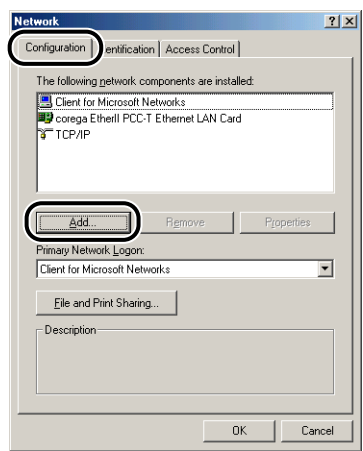 Network
Configuration Identification Access Control
The following network components are installed:
Client for Microsoft Networks
corega EtherII PCC-T Ethernet LAN Card
TCP/IP
Add... Remove Properties
Primary Network Logon:
Client for Microsoft Networks
File and Print Sharing...
Description
OK Cancel